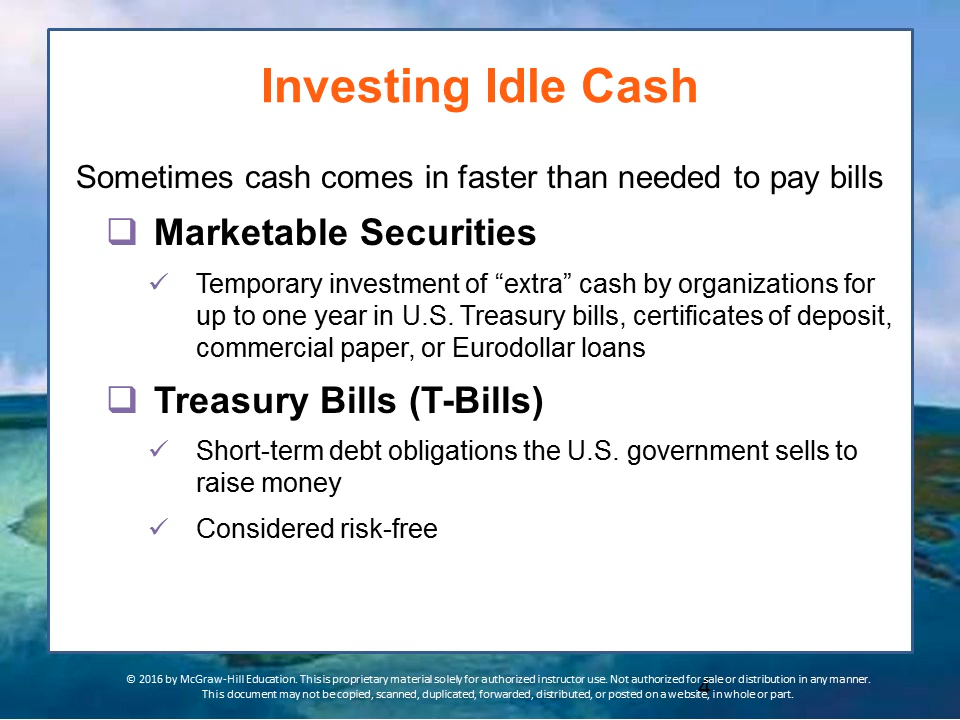 Investing Idle Cash
Sometimes cash comes in faster than needed to pay bills
Marketable Securities
Temporary investment of “extra” cash by organizations for
up to one year in U.S. Treasury bills, certificates of deposit,
commercial paper, or Eurodollar loans
Treasury Bills (T-Bills)
Short-term debt obligations the U.S. government sells to
raise money
Considered risk-free
© 2016 by McGraw-Hill Education. This is proprietary material solely for authorized instructor use. Not authorized for sale or distribution in any manner.
This document may not be copied, scanned, duplicated, forwarded, distributed, or posted on a website, in whole or part.
4